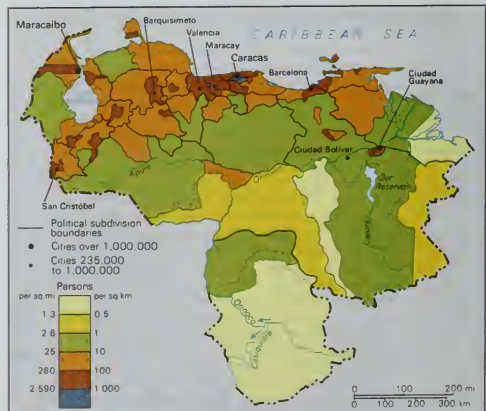 Maracaibo
Barquisimeto
Valencia
Maracay
Caracas
CARIBBEAN SEA
Barcelona
Ciudad
Guayana
Ciudad Bolívar
Apure
Orinoco
Guri
Reservoir
Caroni
San Cristóbal
Political subdivision
boundaries
Cities over 1,000,000
Cities 235,000
to 1,000,000
Persons
per sq mi
per sq km
1.3
0.5
2.6
1
25
10
260
100
2 590
1 000
Orinoco
Casiquiare
0
100
200 mi
0
100
200
300 km